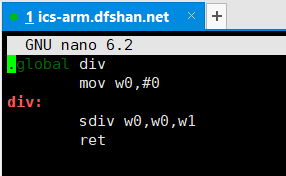 1 ics-arm.dfshan.net × +
GNU nano 6.2
.global div
mov w0,#0
div:
sdiv w0,w0,w1
ret